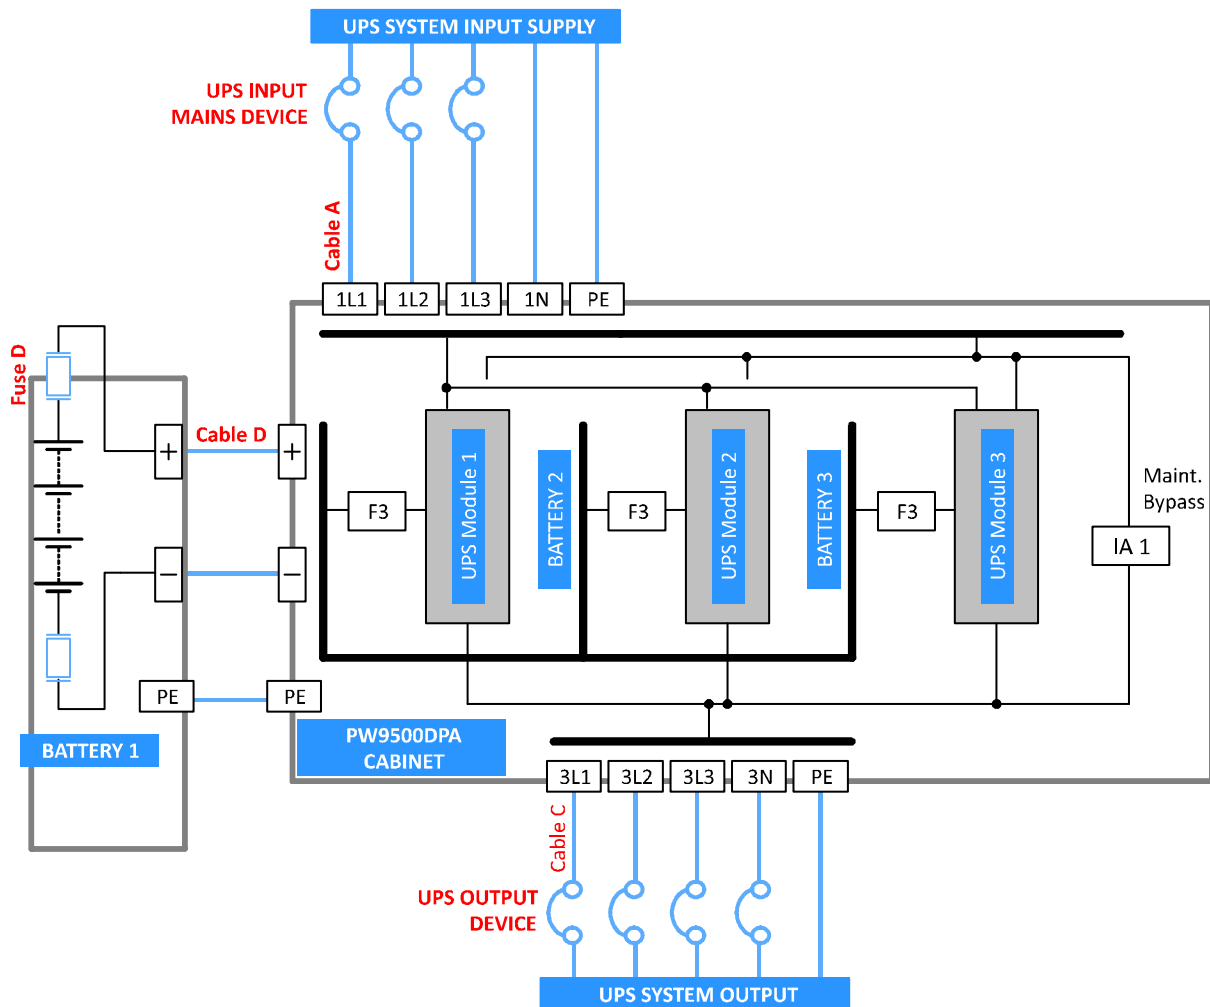 UPS SYSTEM INPUT SUPPLY
UPS INPUT
MAINS DEVICE
Cable A
1L1
1L2
1L3
1N
PE
Fuse D
+
Cable D
+
UPS Module 1
BATTERY 2
UPS Module 2
BATTERY 3
UPS Module 3
Maint.
Bypass
F3
F3
F3
IA 1
−
−
PE
PE
BATTERY 1
PW9500DPA
CABINET
3L1
3L2
3L3
3N
PE
Cable C
UPS OUTPUT
DEVICE
UPS SYSTEM OUTPUT